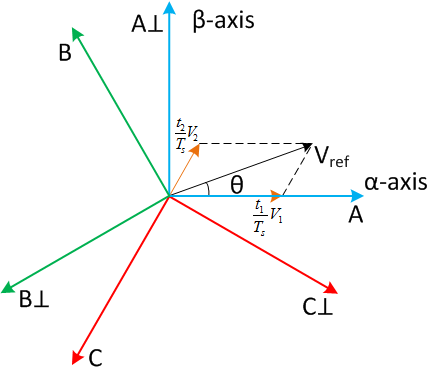 A⊥
β-axis
B
t₂/Tₛ V₂
Vref
θ
α-axis
t₁/Tₛ V₁
A
B⊥
C⊥
C